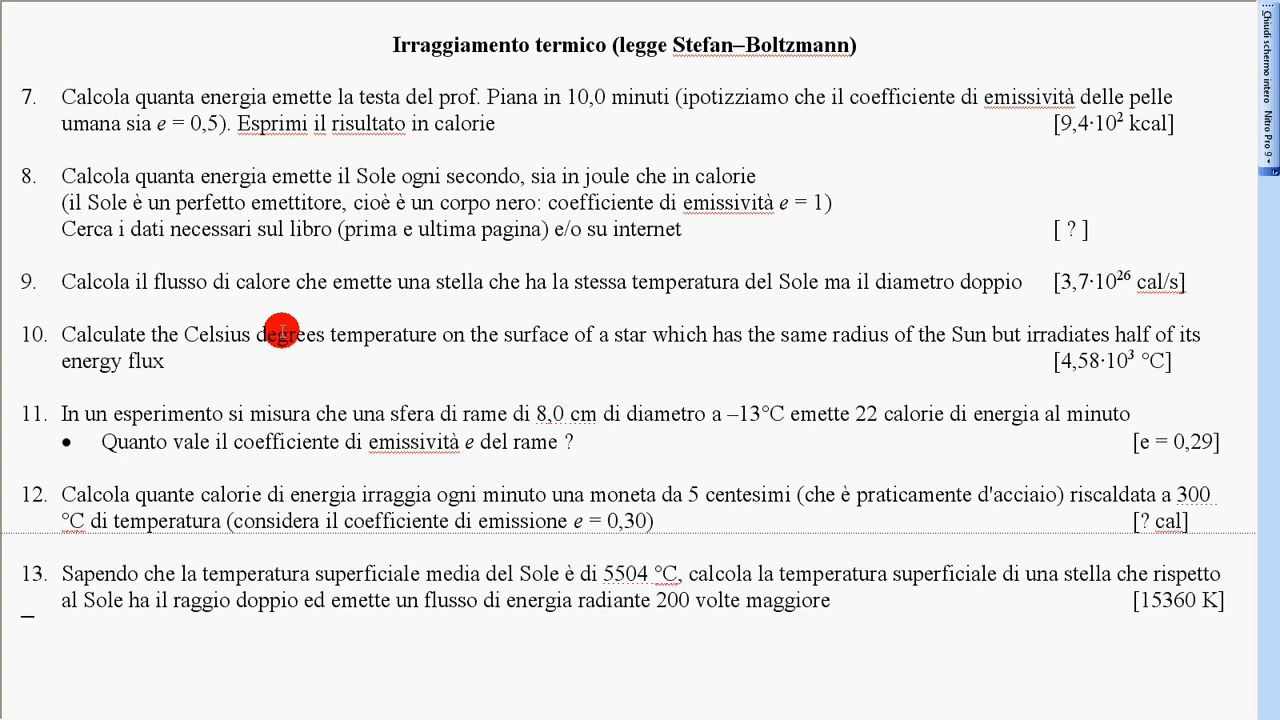 Irraggiamento termico (legge Stefan–Boltzmann)
7. Calcola quanta energia emette la testa del prof. Piana in 10,0 minuti (ipotizziamo che il coefficiente di emissività delle pelle
umana sia e = 0,5). Esprimi il risultato in calorie [9,4·10² kcal]
8. Calcola quanta energia emette il Sole ogni secondo, sia in joule che in calorie
(il Sole è un perfetto emettitore, cioè è un corpo nero: coefficiente di emissività e = 1)
Cerca i dati necessari sul libro (prima e ultima pagina) e/o su internet [ ? ]
9. Calcola il flusso di calore che emette una stella che ha la stessa temperatura del Sole ma il diametro doppio [3,7·10²⁶ cal/s]
10. Calculate the Celsius degrees temperature on the surface of a star which has the same radius of the Sun but irradiates half of its
energy flux [4,58·10³ °C]
11. In un esperimento si misura che una sfera di rame di 8,0 cm di diametro a –13°C emette 22 calorie di energia al minuto
• Quanto vale il coefficiente di emissività e del rame ? [e = 0,29]
12. Calcola quante calorie di energia irraggia ogni minuto una moneta da 5 centesimi (che è praticamente d'acciaio) riscaldata a 300
°C di temperatura (considera il coefficiente di emissione e = 0,30) [? cal]
13. Sapendo che la temperatura superficiale media del Sole è di 5504 °C, calcola la temperatura superficiale di una stella che rispetto
al Sole ha il raggio doppio ed emette un flusso di energia radiante 200 volte maggiore [15360 K]
Chiudi schermo intero Nitro Pro 9